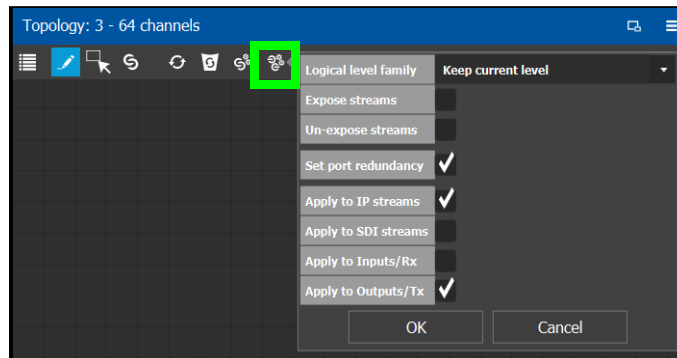 Topology: 3 - 64 channels
Logical level family Keep current level
Expose streams
Un-expose streams
Set port redundancy
Apply to IP streams
Apply to SDI streams
Apply to Inputs/Rx
Apply to Outputs/Tx
OK Cancel